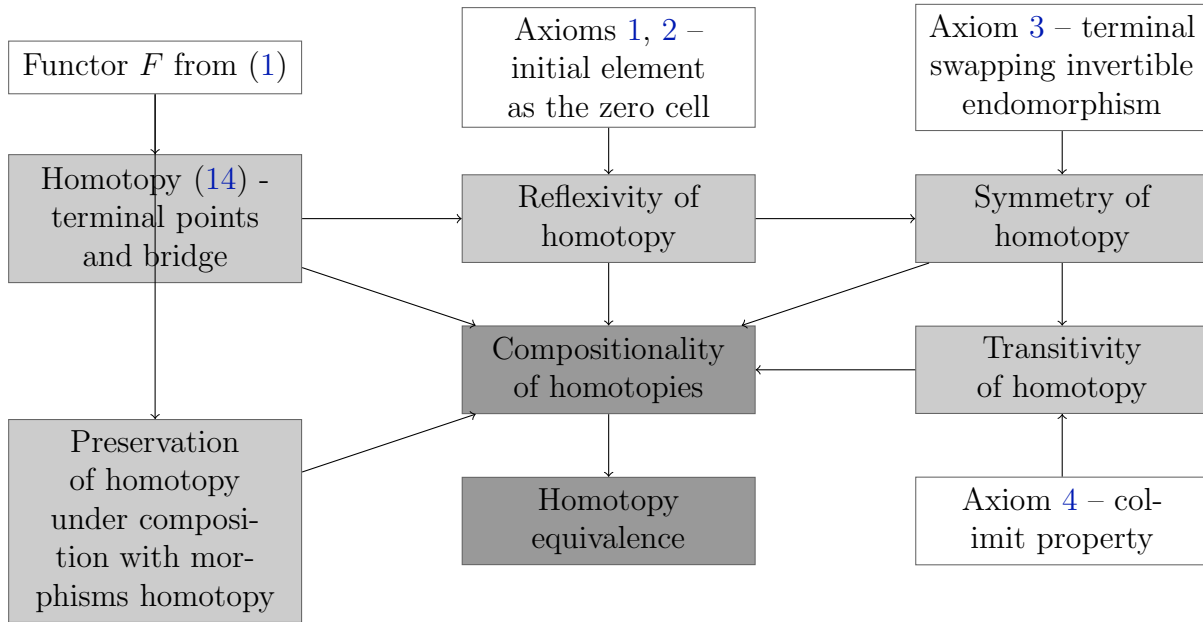 Functor F from (1)
Axioms 1, 2 –
initial element
as the zero cell
Axiom 3 – terminal
swapping invertible
endomorphism
Homotopy (14) -
terminal points
and bridge
Reflexivity of
homotopy
Symmetry of
homotopy
Compositionality
of homotopies
Transitivity
of homotopy
Preservation
of homotopy
under composi-
tion with mor-
phisms homotopy
Homotopy
equivalence
Axiom 4 – col-
imit property